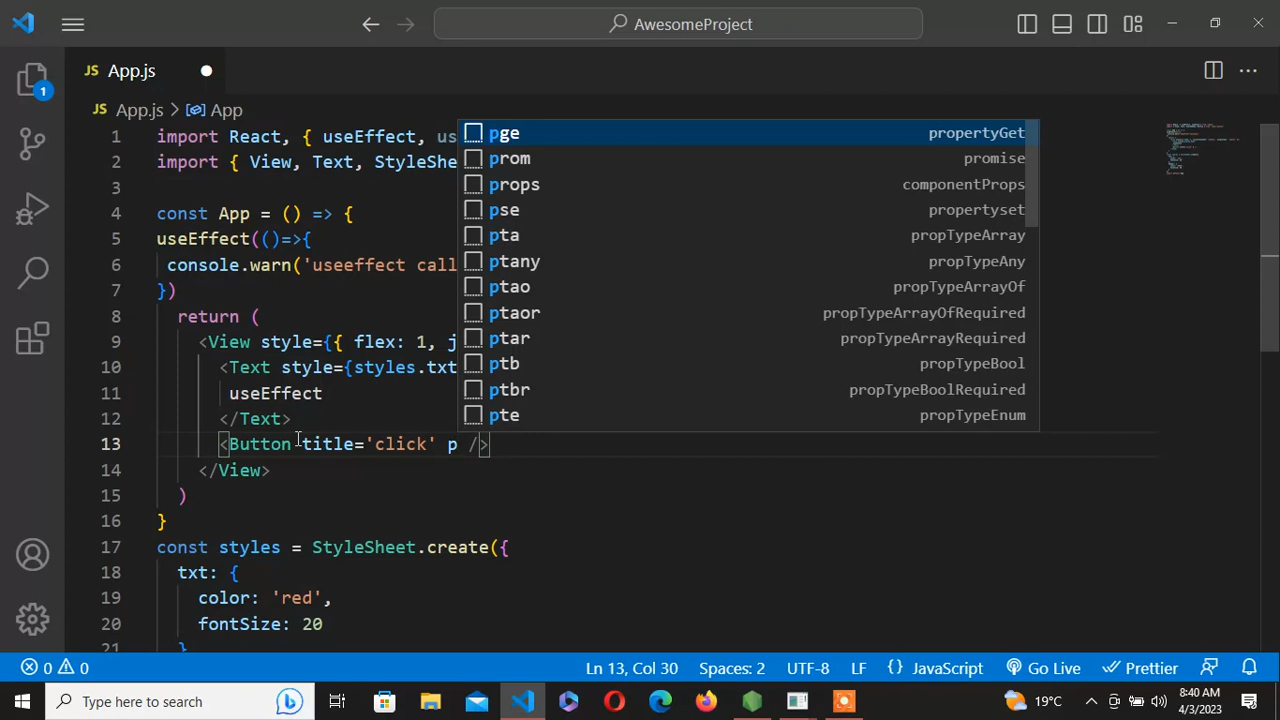 AwesomeProject
1
JS App.js
JS App.js > App
1 import React, { useEffect, us
2 import { View, Text, StyleShe
3
4 const App = () => {
5 useEffect(()=>{
6 console.warn('useeffect call
7 })
8 return (
9 <View style={{ flex: 1, j
10 <Text style={styles.txt
11 useEffect
12 </Text>
13 <Button title='click' p />
14 </View>
15 )
16 }
17 const styles = StyleSheet.create({
18 txt: {
19 color: 'red',
20 fontSize: 20
21 }
pge propertyGet
prom promise
props componentProps
pse propertyset
pta propTypeArray
ptany propTypeAny
ptao propTypeArrayOf
ptaor propTypeArrayOfRequired
ptar propTypeArrayRequired
ptb propTypeBool
ptbr propTypeBoolRequired
pte propTypeEnum
0 0 Ln 13, Col 30 Spaces: 2 UTF-8 LF {} JavaScript Go Live Prettier
Type here to search 19°C 8:40 AM
4/3/2023